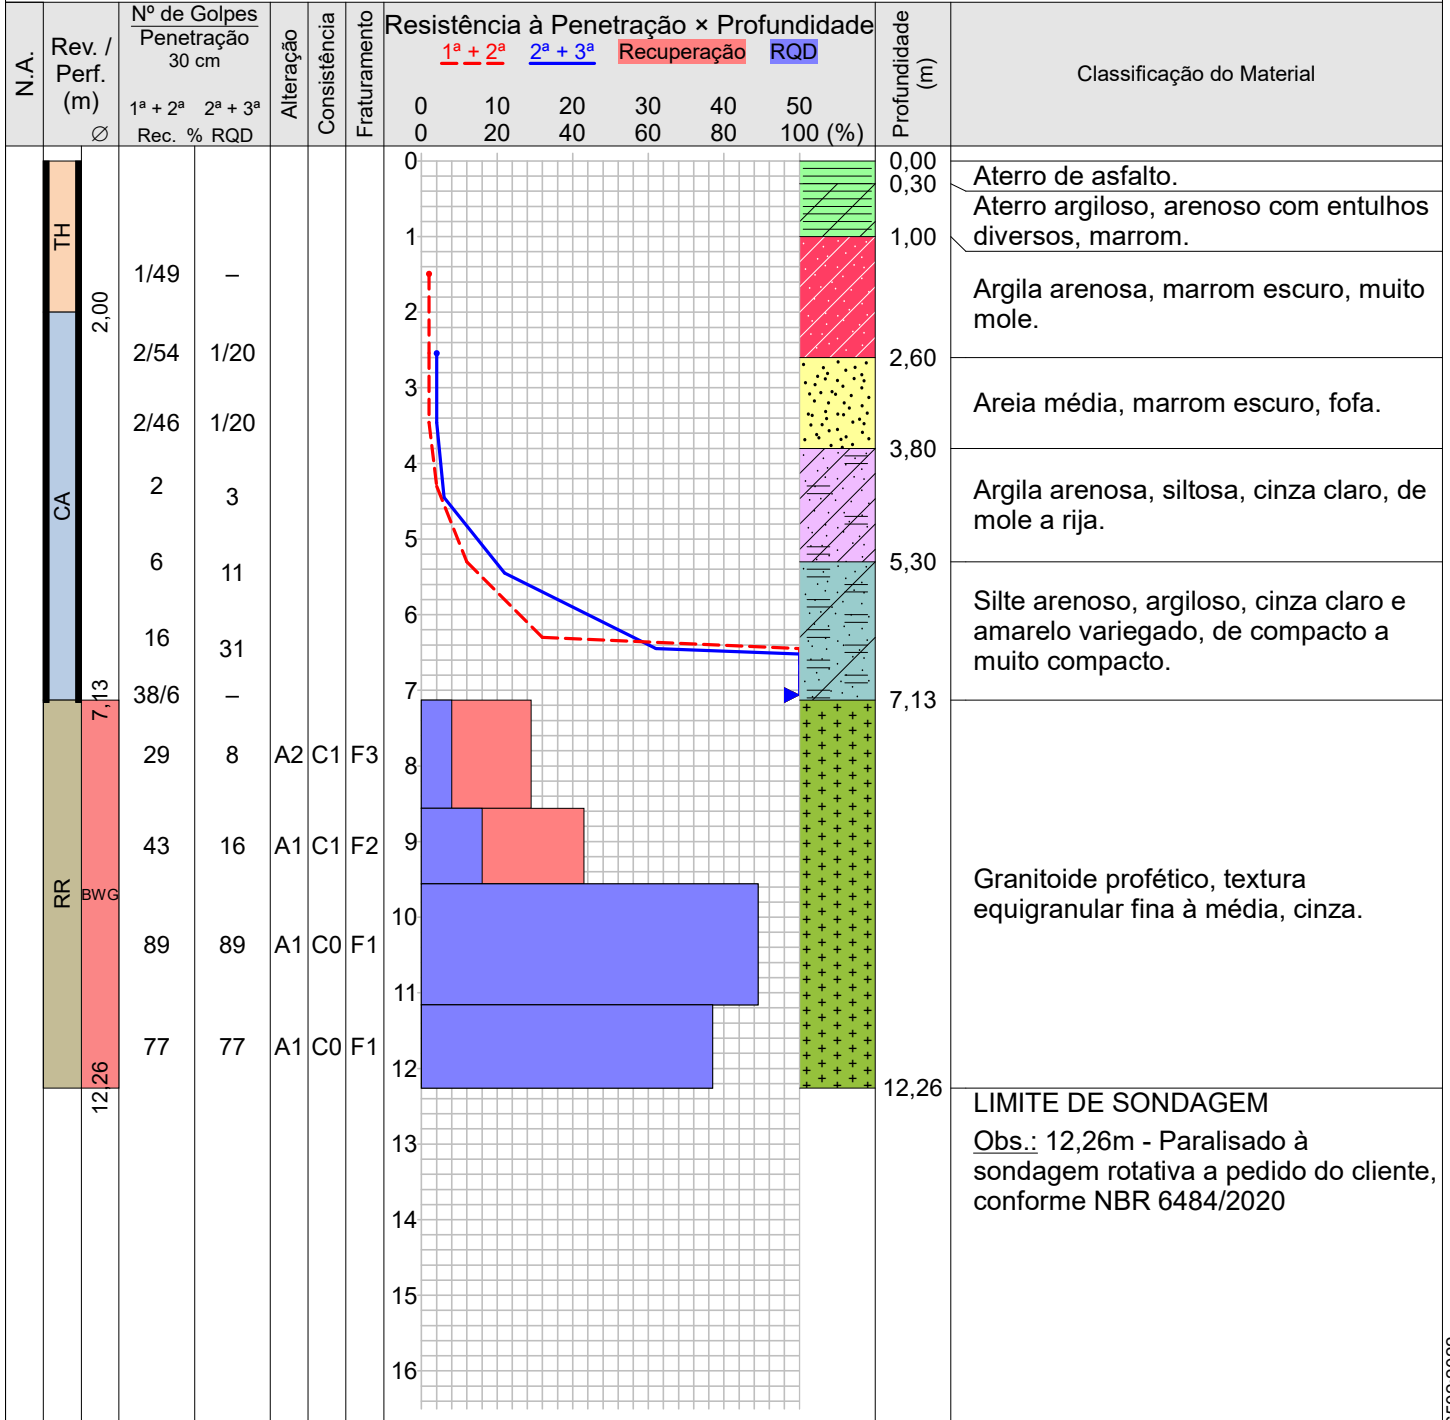 N.A.
Rev. /
Perf.
(m)
∅
Nº de Golpes
Penetração
30 cm
1ª + 2ª 2ª + 3ª
Rec. % RQD
Alteração
Consistência
Fraturamento
Resistência à Penetração × Profundidade
1ª + 2ª 2ª + 3ª Recuperação RQD
0 10 20 30 40 50
0 20 40 60 80 100 (%)
Profundidade
(m)
Classificação do Material
TH
2,00
CA
7,13
RR
BWG
12,26
1/49 –
2/54 1/20
2/46 1/20
2 3
6 11
16 31
38/6 –
29 8 A2 C1 F3
43 16 A1 C1 F2
89 89 A1 C0 F1
77 77 A1 C0 F1
0
1
2
3
4
5
6
7
8
9
10
11
12
13
14
15
16
0,00
0,30
1,00
2,60
3,80
5,30
7,13
12,26
Aterro de asfalto.
Aterro argiloso, arenoso com entulhos
diversos, marrom.
Argila arenosa, marrom escuro, muito
mole.
Areia média, marrom escuro, fofa.
Argila arenosa, siltosa, cinza claro, de
mole a rija.
Silte arenoso, argiloso, cinza claro e
amarelo variegado, de compacto a
muito compacto.
Granitoide profético, textura
equigranular fina à média, cinza.
LIMITE DE SONDAGEM
Obs.: 12,26m - Paralisado à
sondagem rotativa a pedido do cliente,
conforme NBR 6484/2020